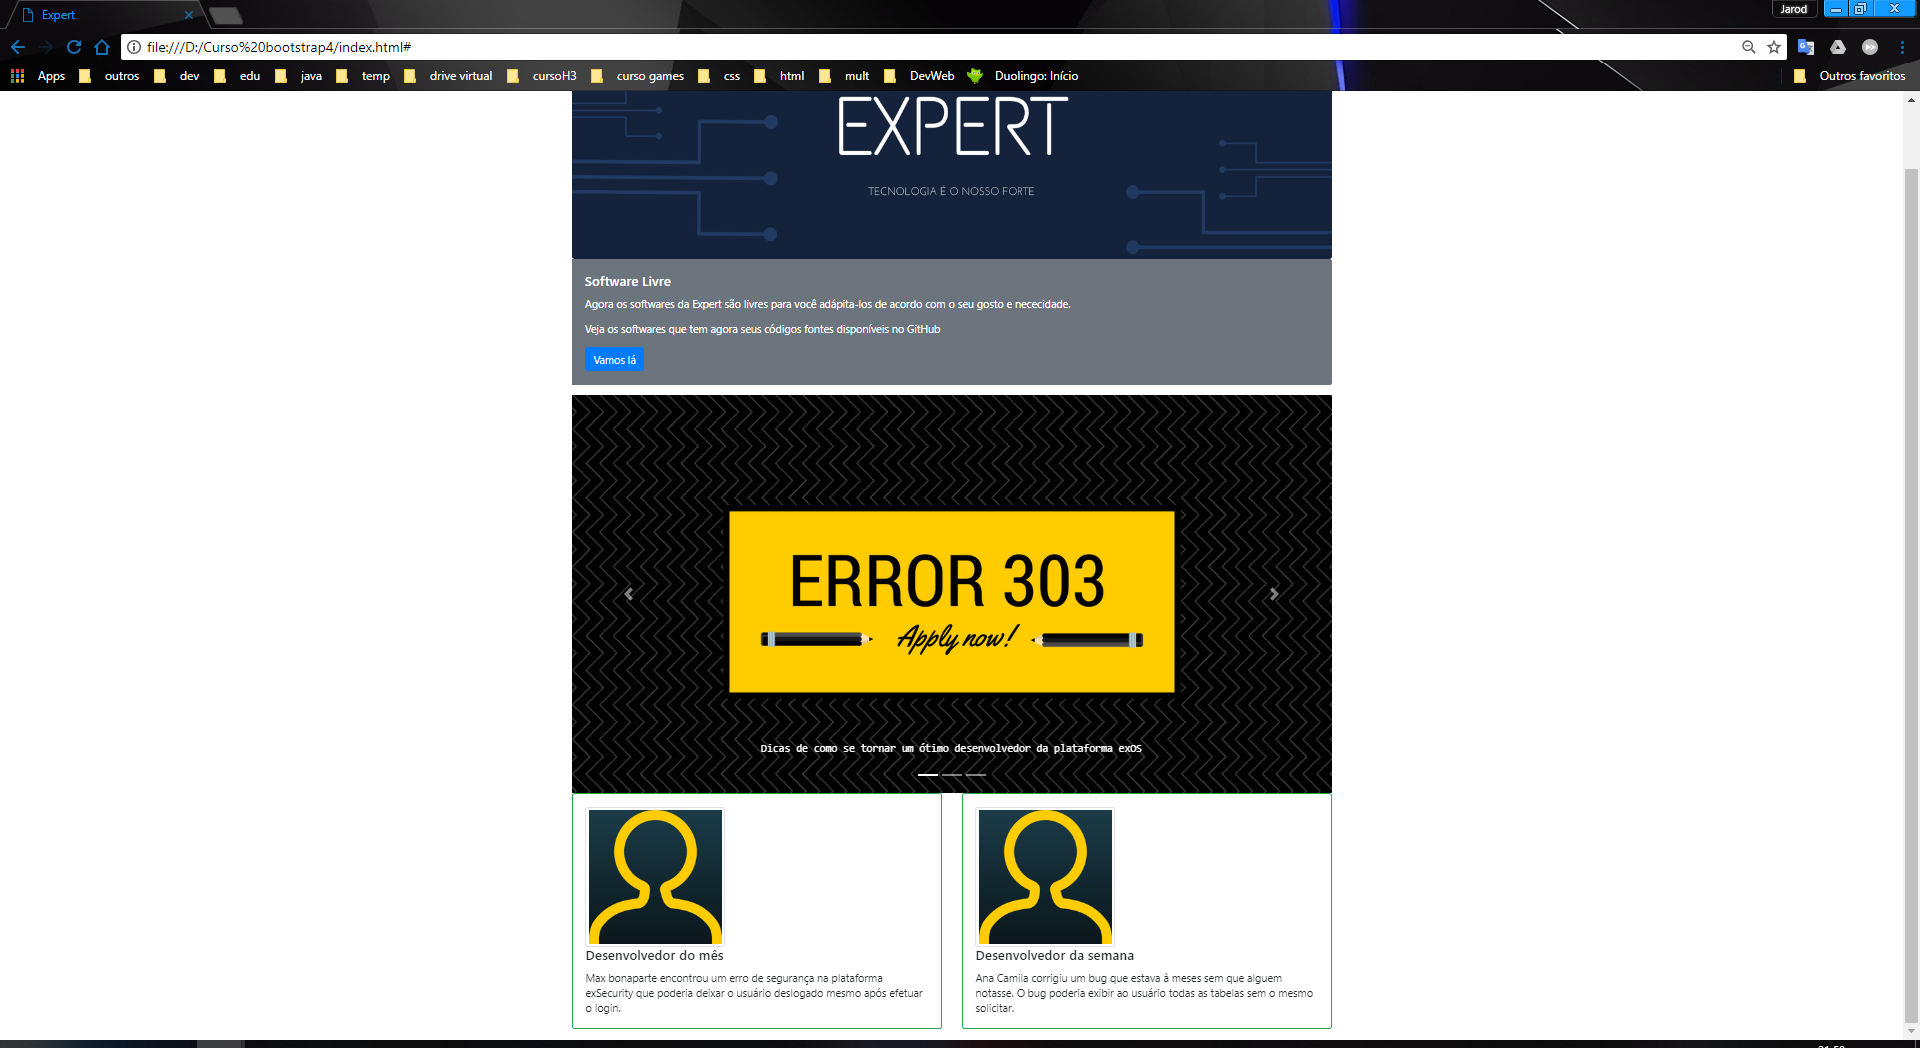 Expert
Jarod
file:///D:/Curso%20bootstrap4/index.html#
Apps outros dev edu java temp drive virtual cursoH3 curso games css html mult DevWeb Duolingo: Início Outros favoritos
EXPERT
TECNOLOGIA É O NOSSO FORTE
Software Livre
Agora os softwares da Expert são livres para você adápita-los de acordo com o seu gosto e nececidade.
Veja os softwares que tem agora seus códigos fontes disponíveis no GitHub
Vamos lá
ERROR 303
Apply now!
Dicas de como se tornar um ótimo desenvolvedor da plataforma exOS
Desenvolvedor do mês
Max bonaparte encontrou um erro de segurança na plataforma
exSecurity que poderia deixar o usuário deslogado mesmo após efetuar
o login.
Desenvolvedor da semana
Ana Camila corrigiu um bug que estava à meses sem que alguem
notasse. O bug poderia exibir ao usuário todas as tabelas sem o mesmo
solicitar.